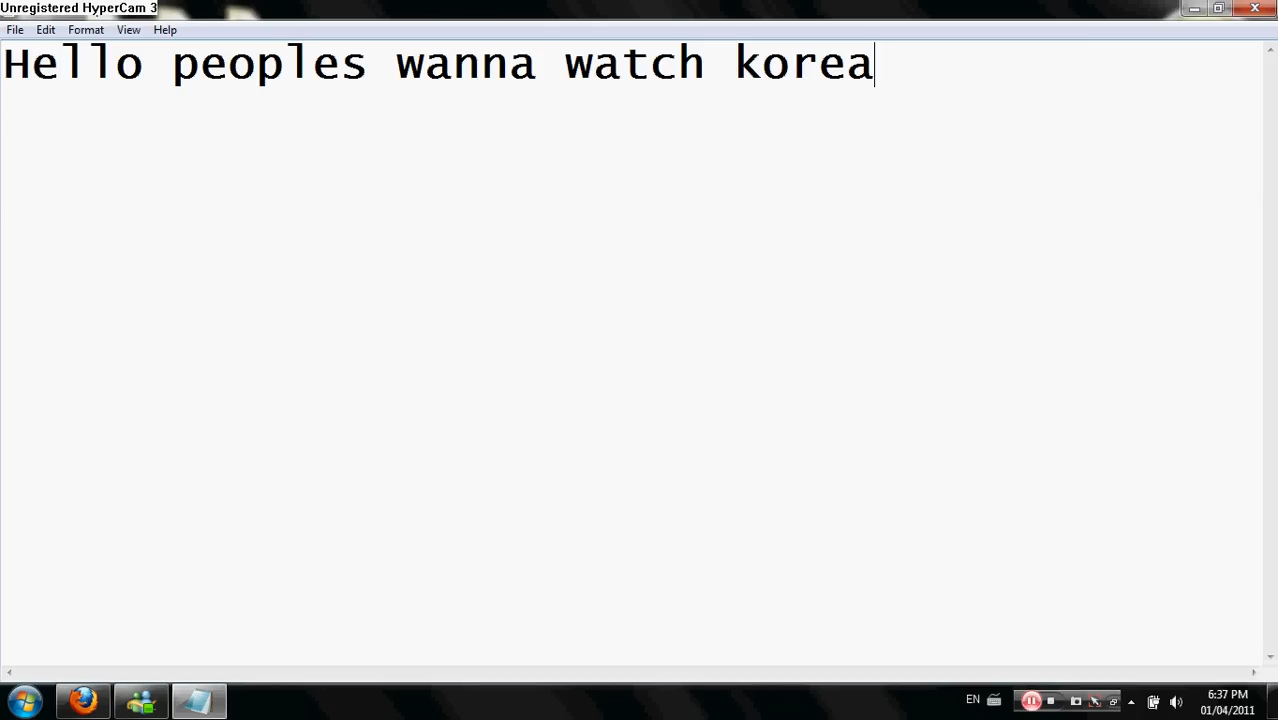 Unregistered HyperCam 3
File Edit Format View Help
Hello peoples wanna watch korea
EN
6:37 PM
01/04/2011